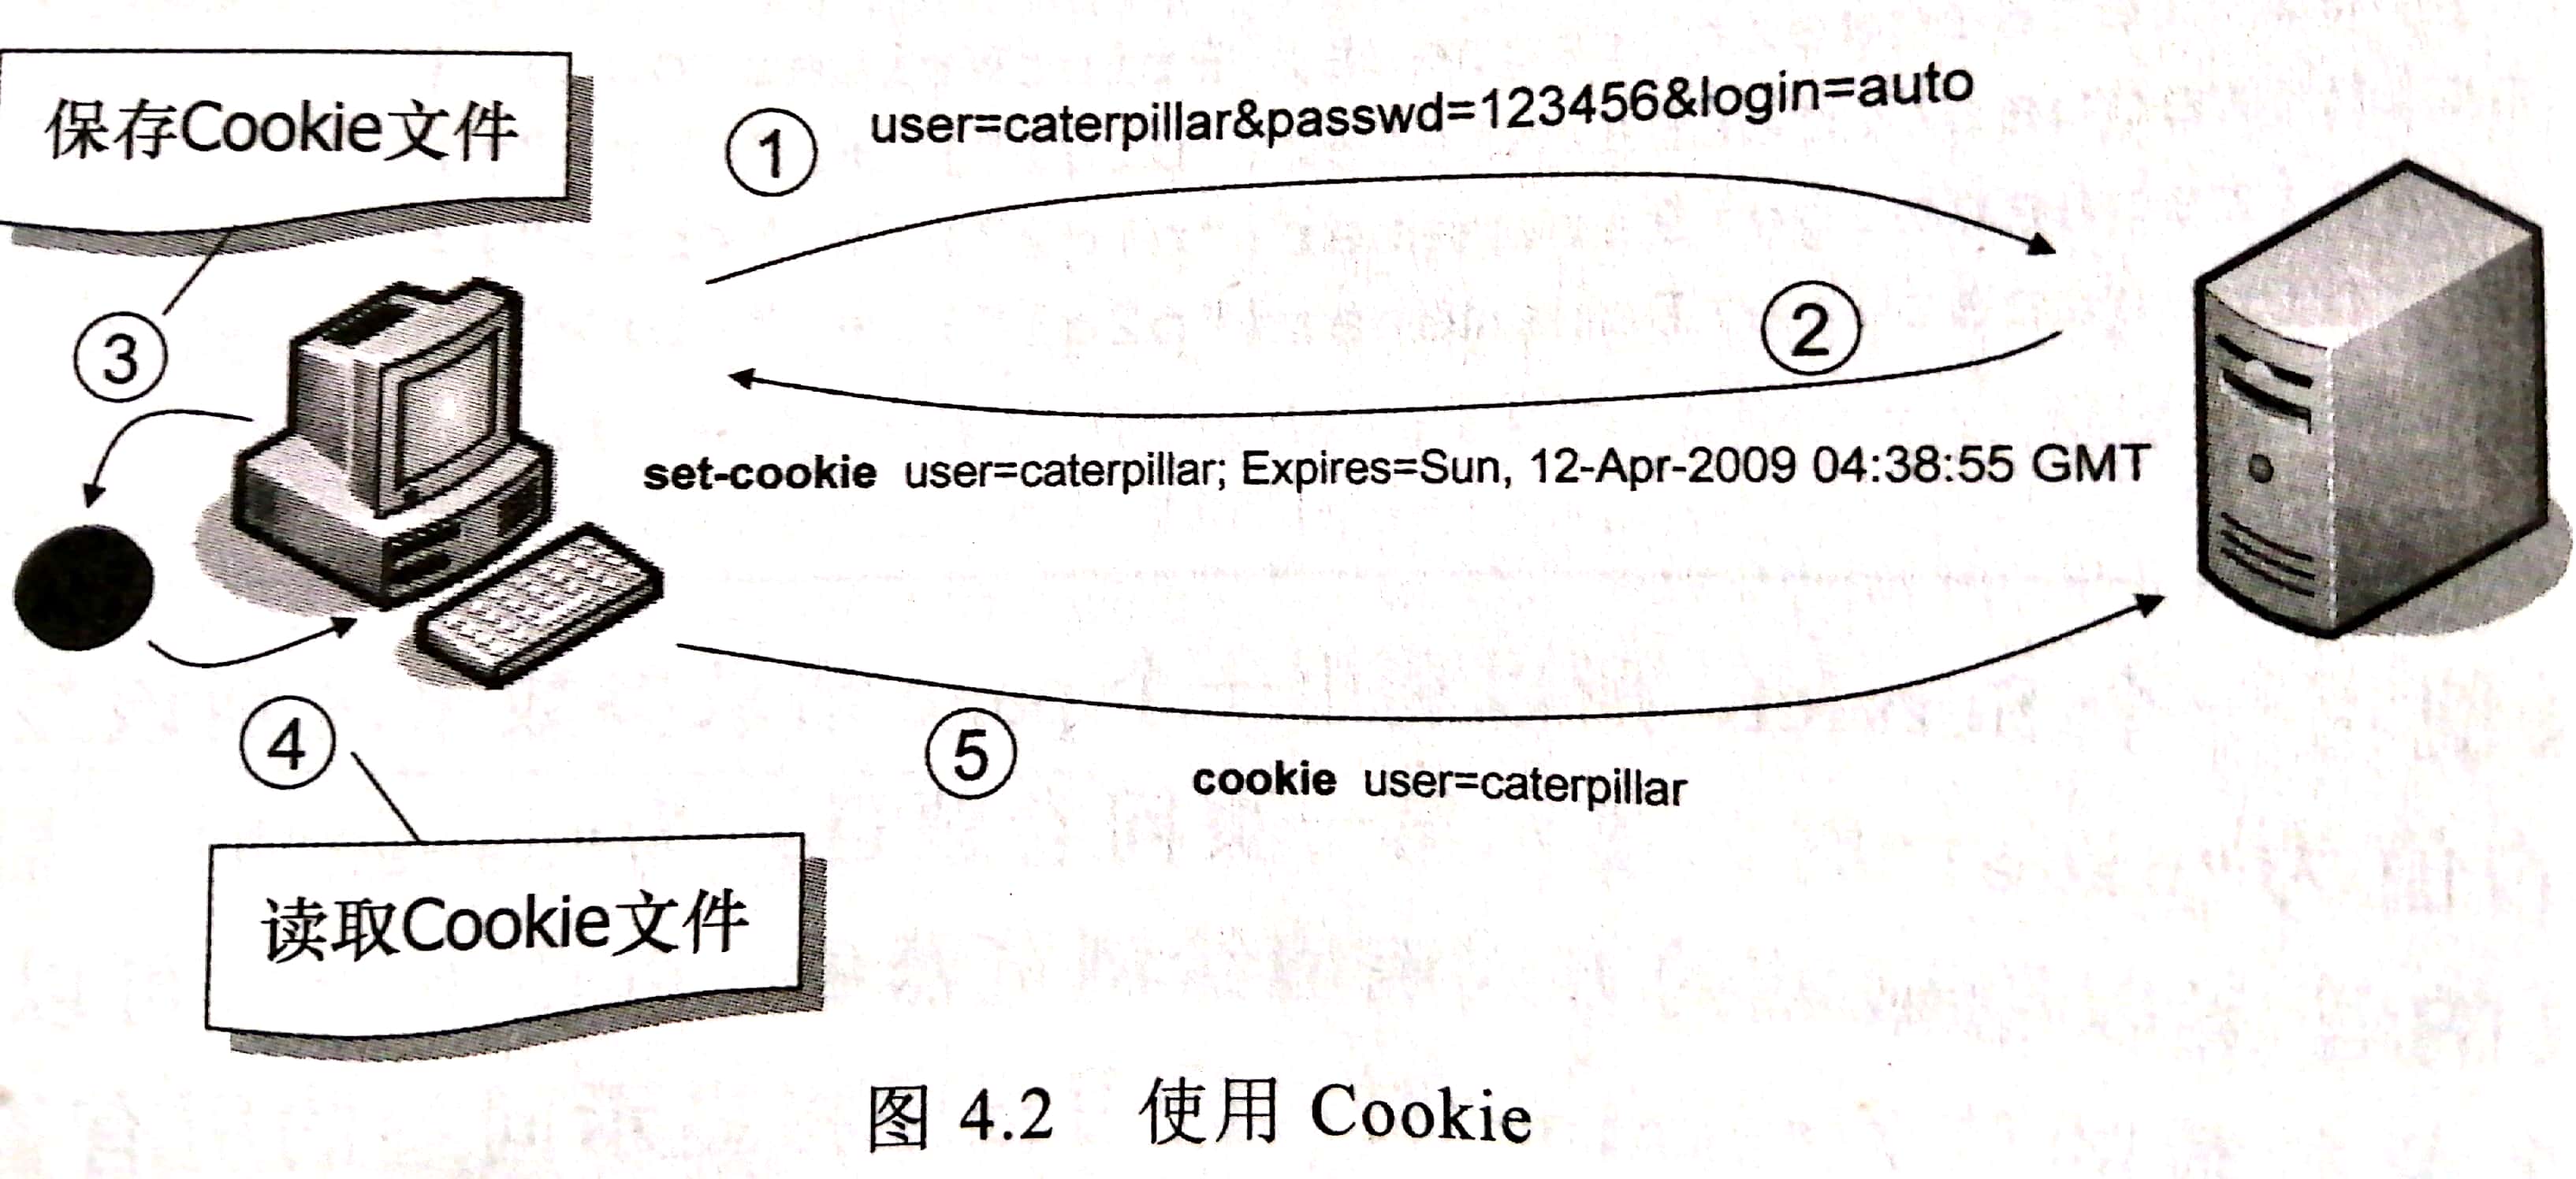 保存Cookie文件
① user=caterpillar&passwd=123456&login=auto
②
③
set-cookie user=caterpillar; Expires=Sun, 12-Apr-2009 04:38:55 GMT
④
⑤ cookie user=caterpillar
读取Cookie文件
图 4.2 使用 Cookie